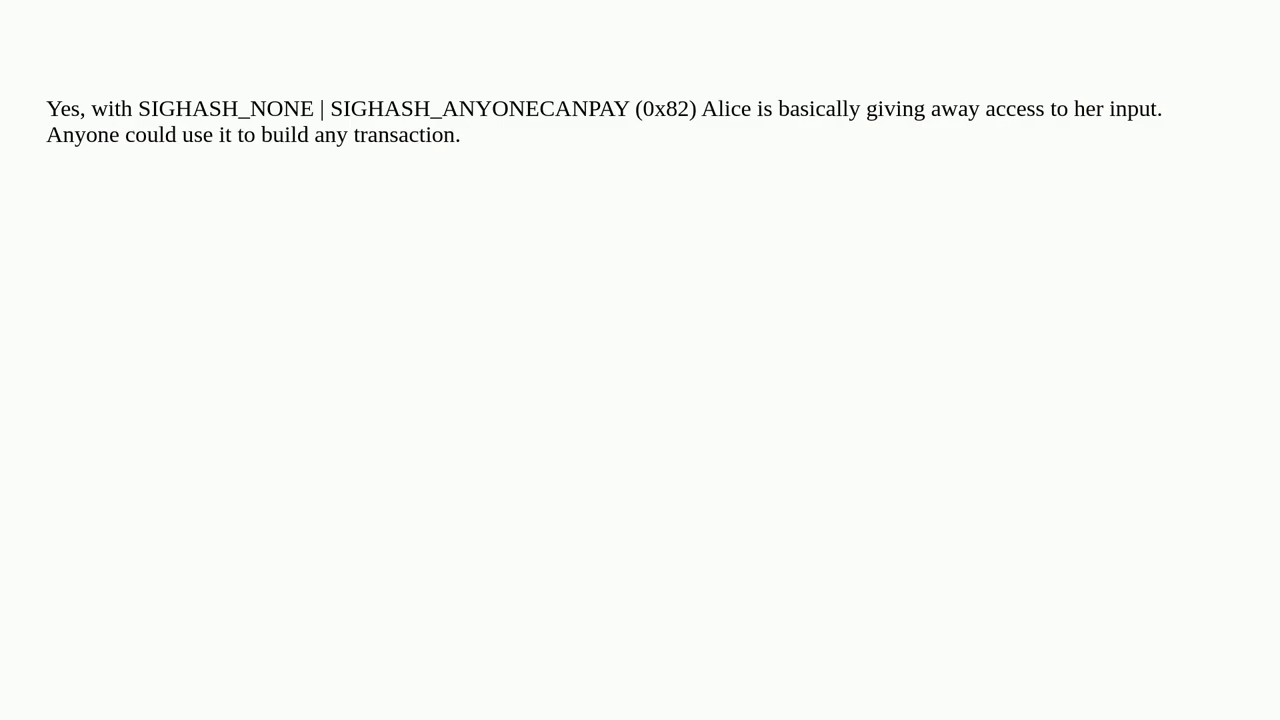 Yes, with SIGHASH_NONE | SIGHASH_ANYONECANPAY (0x82) Alice is basically giving away access to her input.
Anyone could use it to build any transaction.